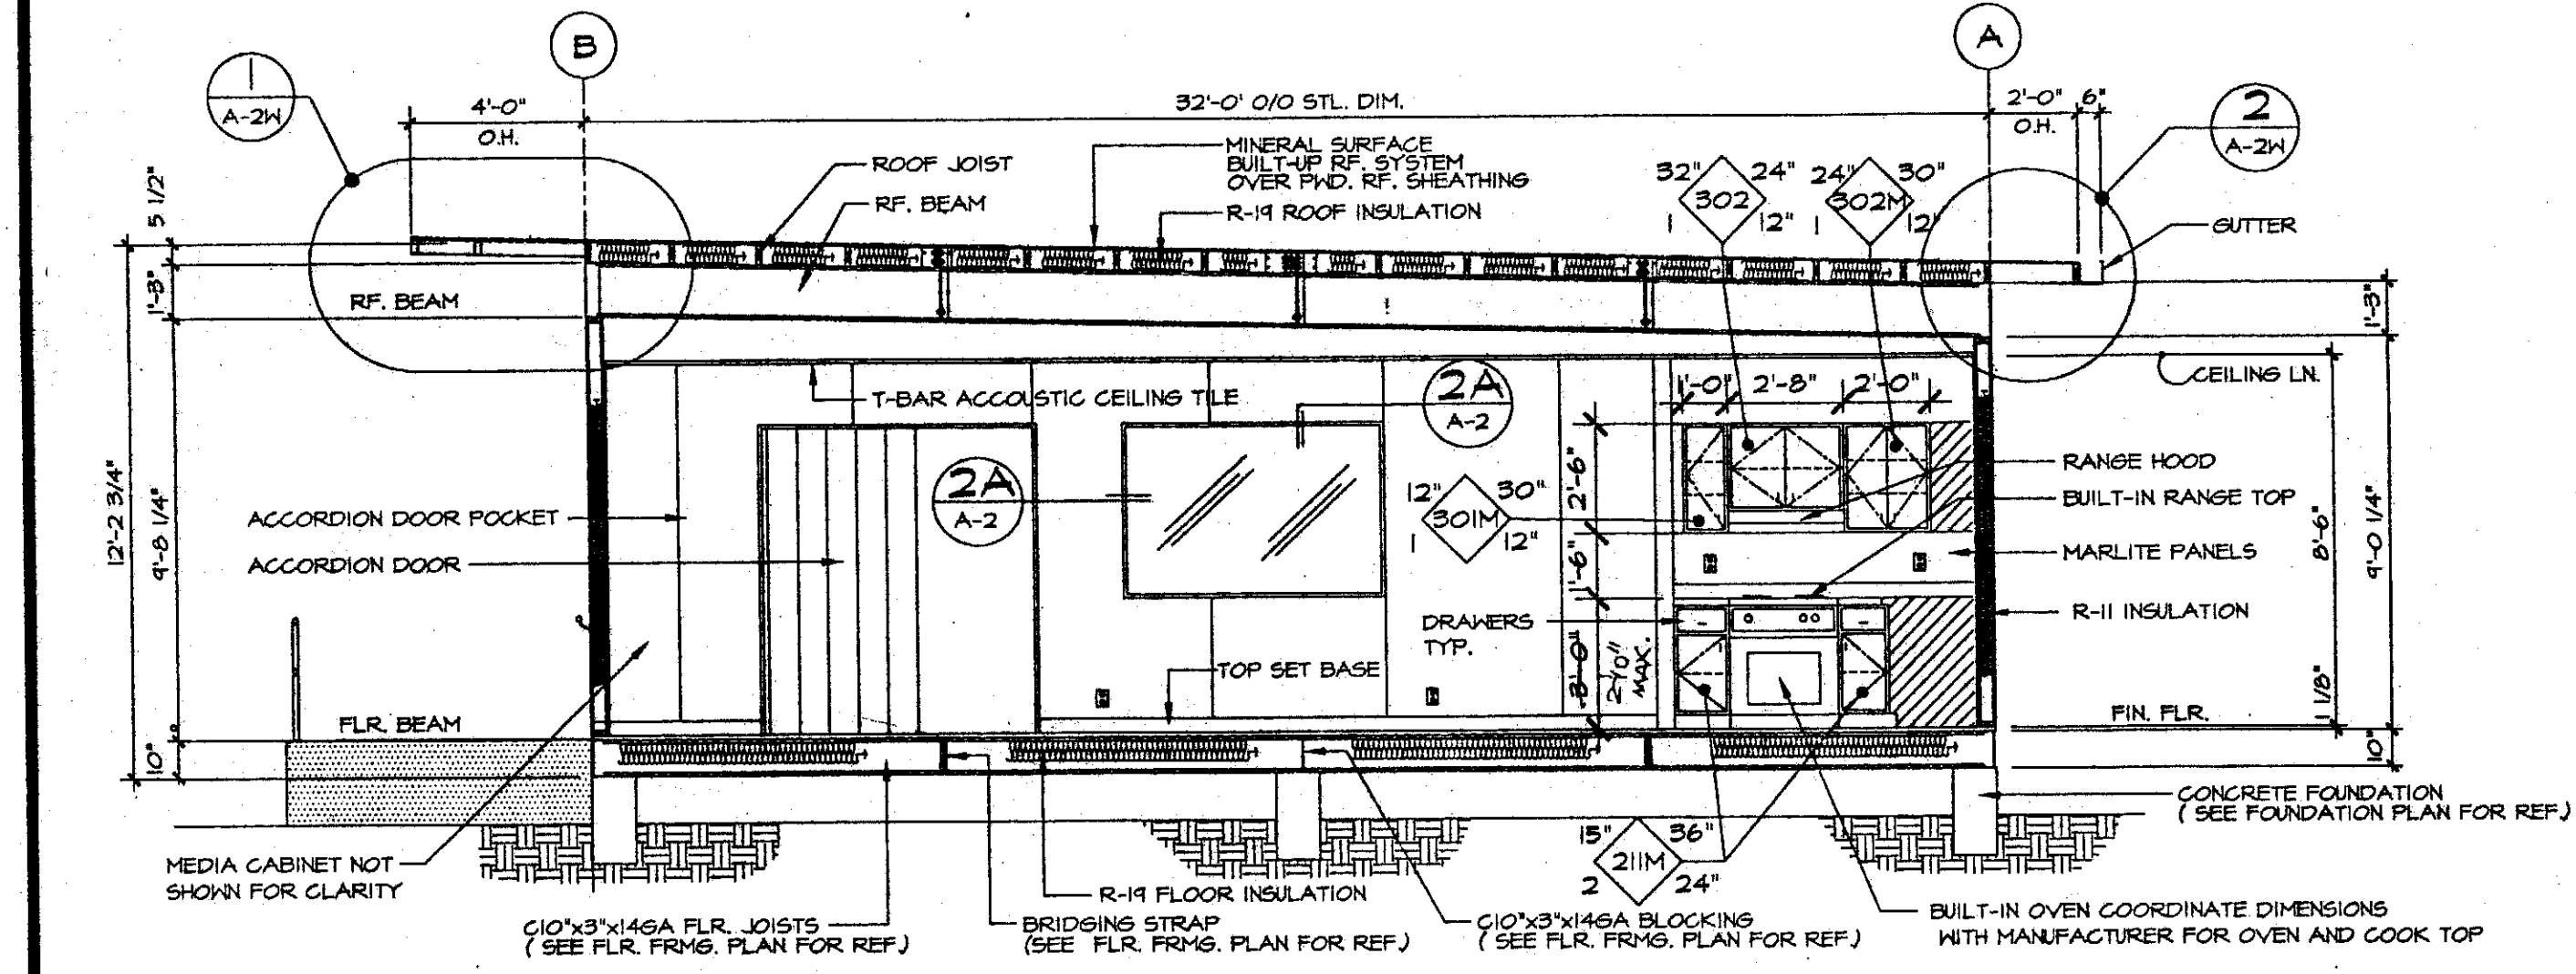 B
A
1
A-2W
4'-0"
O.H.
32'-0' O/O STL. DIM.
2'-0"
O.H.
6"
2
A-2W
MINERAL SURFACE
BUILT-UP RF. SYSTEM
OVER PWD. RF. SHEATHING
R-19 ROOF INSULATION
ROOF JOIST
RF. BEAM
32"
24"
302
1
12"
24"
30"
302M
1
12"
GUTTER
5 1/2"
1'-3"
RF. BEAM
1'-3"
CEILING LN.
T-BAR ACCOUSTIC CEILING TILE
2A
A-2
1'-0"
2'-8"
2'-0"
12'-2 3/4"
9'-8 1/4"
ACCORDION DOOR POCKET
ACCORDION DOOR
2A
A-2
12"
30"
301M
1
12"
2'-6"
1'-6"
3'-0"
2'-10"
MAX.
RANGE HOOD
BUILT-IN RANGE TOP
MARLITE PANELS
R-11 INSULATION
8'-6"
9'-0 1/4"
DRAWERS
TYP.
TOP SET BASE
FLR. BEAM
FIN. FLR.
1 1/8"
10"
10"
MEDIA CABINET NOT
SHOWN FOR CLARITY
CONCRETE FOUNDATION
( SEE FOUNDATION PLAN FOR REF.)
15"
36"
211M
2
24"
R-19 FLOOR INSULATION
C10"x3"x14GA FLR. JOISTS
( SEE FLR. FRMG. PLAN FOR REF.)
BRIDGING STRAP
(SEE FLR. FRMG. PLAN FOR REF.)
C10"x3"x14GA BLOCKING
( SEE FLR. FRMG. PLAN FOR REF.)
BUILT-IN OVEN COORDINATE DIMENSIONS
WITH MANUFACTURER FOR OVEN AND COOK TOP